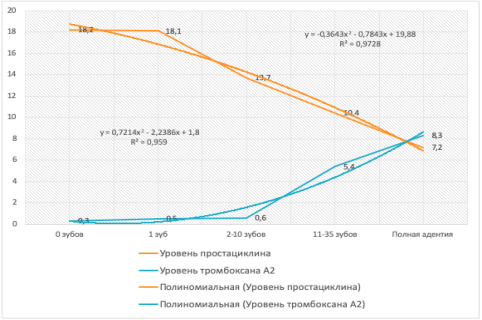 20
18
16
14
12
10
8
6
4
2
0
18,2
18,1
13,7
10,4
7,2
0,3
0,5
0,6
5,4
8,3
y = -0,3643x² - 0,7843x + 19,88
R² = 0,9728
y = 0,7214x² - 2,2386x + 1,8
R² = 0,959
0 зубов 1 зуб 2-10 зубов 11-35 зубов Полная адентия
Уровень простациклина
Уровень тромбоксана А2
Полиномиальная (Уровень простациклина)
Полиномиальная (Уровень тромбоксана А2)